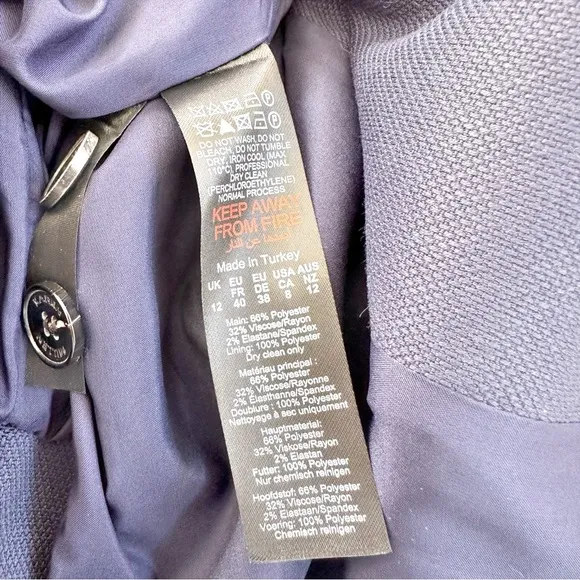 DO NOT WASH, DO NOT
BLEACH, DO NOT TUMBLE
DRY, IRON COOL (MAX
110°C) PROFESSIONAL
DRY CLEAN
(PERCHLOROETHYLENE)
NORMAL PROCESS
KEEP AWAY
FROM FIRE
Made In Turkey
UK EU EU USA AUS
FR DE CA NZ
12 40 38 8 12
Main: 66% Polyester
32% Viscose/Rayon
2% Elastane/Spandex
Lining: 100% Polyester
Dry clean only
Matériau principal :
66% Polyester
32% Viscose/Rayonne
2% Elasthanne/Spandex
Doublure : 100% Polyester
Nettoyage à sec uniquement
Hauptmaterial:
66% Polyester
32% Viskose/Rayon
2% Elastan
Futter: 100% Polyester
Nur chemisch reinigen
Hoofdstof: 66% Polyester
32% Viscose/Rayon
2% Elastaan/Spandex
Voering: 100% Polyester
Chemisch reinigen
KAREN
MILLEN